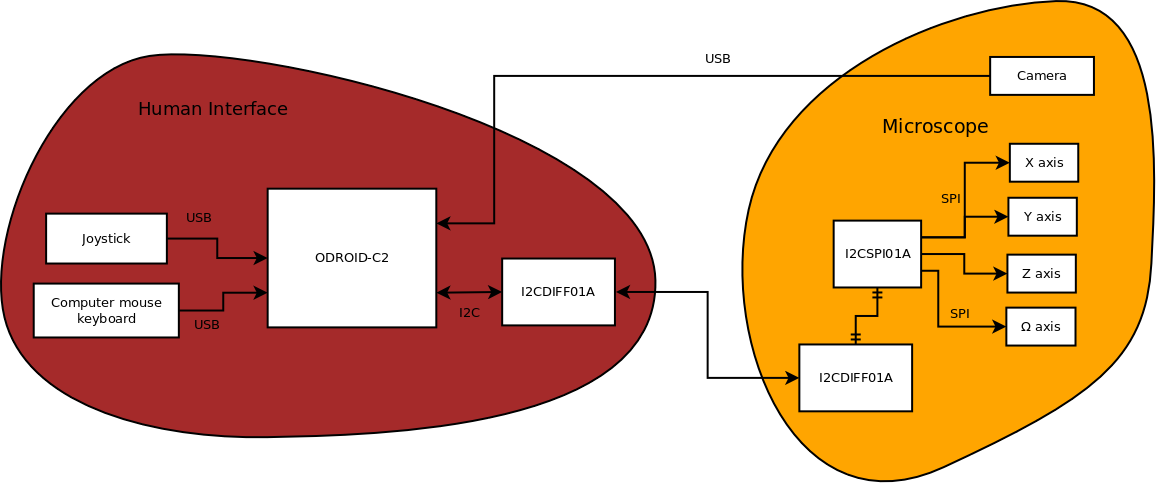 USB
Camera
Human Interface
Microscope
X axis
SPI
USB
Y axis
Joystick
ODROID-C2
I2CSPI01A
Z axis
I2CDIFF01A
Computer mouse
keyboard
I2C
SPI
USB
Ω axis
I2CDIFF01A